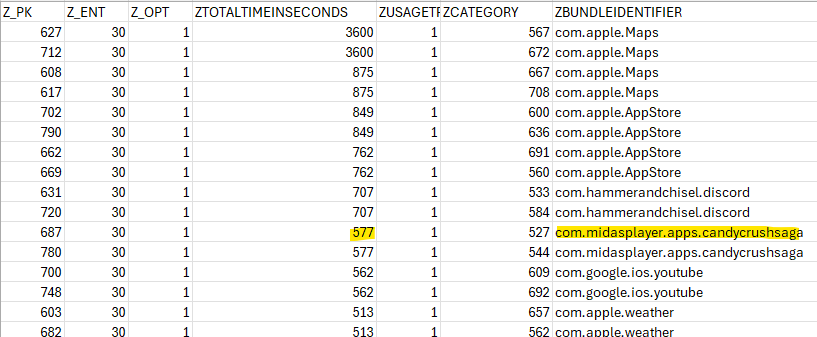 Z_PK Z_ENT Z_OPT ZTOTALTIMEINSECONDS ZUSAGETR ZCATEGORY ZBUNDLEIDENTIFIER
627 30 1 3600 1 567 com.apple.Maps
712 30 1 3600 1 672 com.apple.Maps
608 30 1 875 1 667 com.apple.Maps
617 30 1 875 1 708 com.apple.Maps
702 30 1 849 1 600 com.apple.AppStore
790 30 1 849 1 636 com.apple.AppStore
662 30 1 762 1 691 com.apple.AppStore
669 30 1 762 1 560 com.apple.AppStore
631 30 1 707 1 533 com.hammerandchisel.discord
720 30 1 707 1 584 com.hammerandchisel.discord
687 30 1 577 1 527 com.midasplayer.apps.candycrushsaga
780 30 1 577 1 544 com.midasplayer.apps.candycrushsaga
700 30 1 562 1 609 com.google.ios.youtube
748 30 1 562 1 692 com.google.ios.youtube
603 30 1 513 1 657 com.apple.weather
682 30 1 513 1 562 com.apple.weather